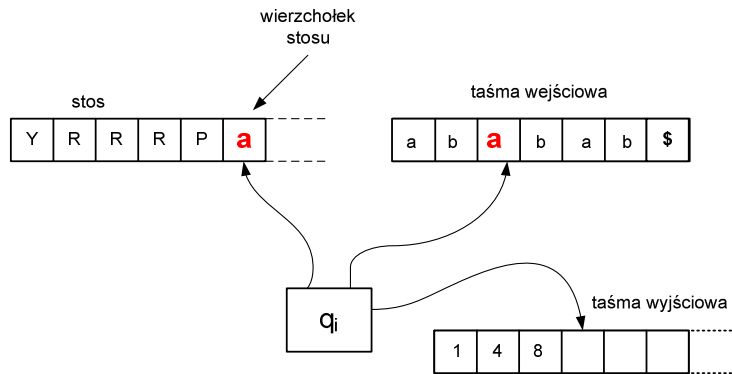 wierzchołek
stosu
stos
taśma wejściowa
Y R R R P a
a b a b a b $
qi
taśma wyjściowa
1 4 8